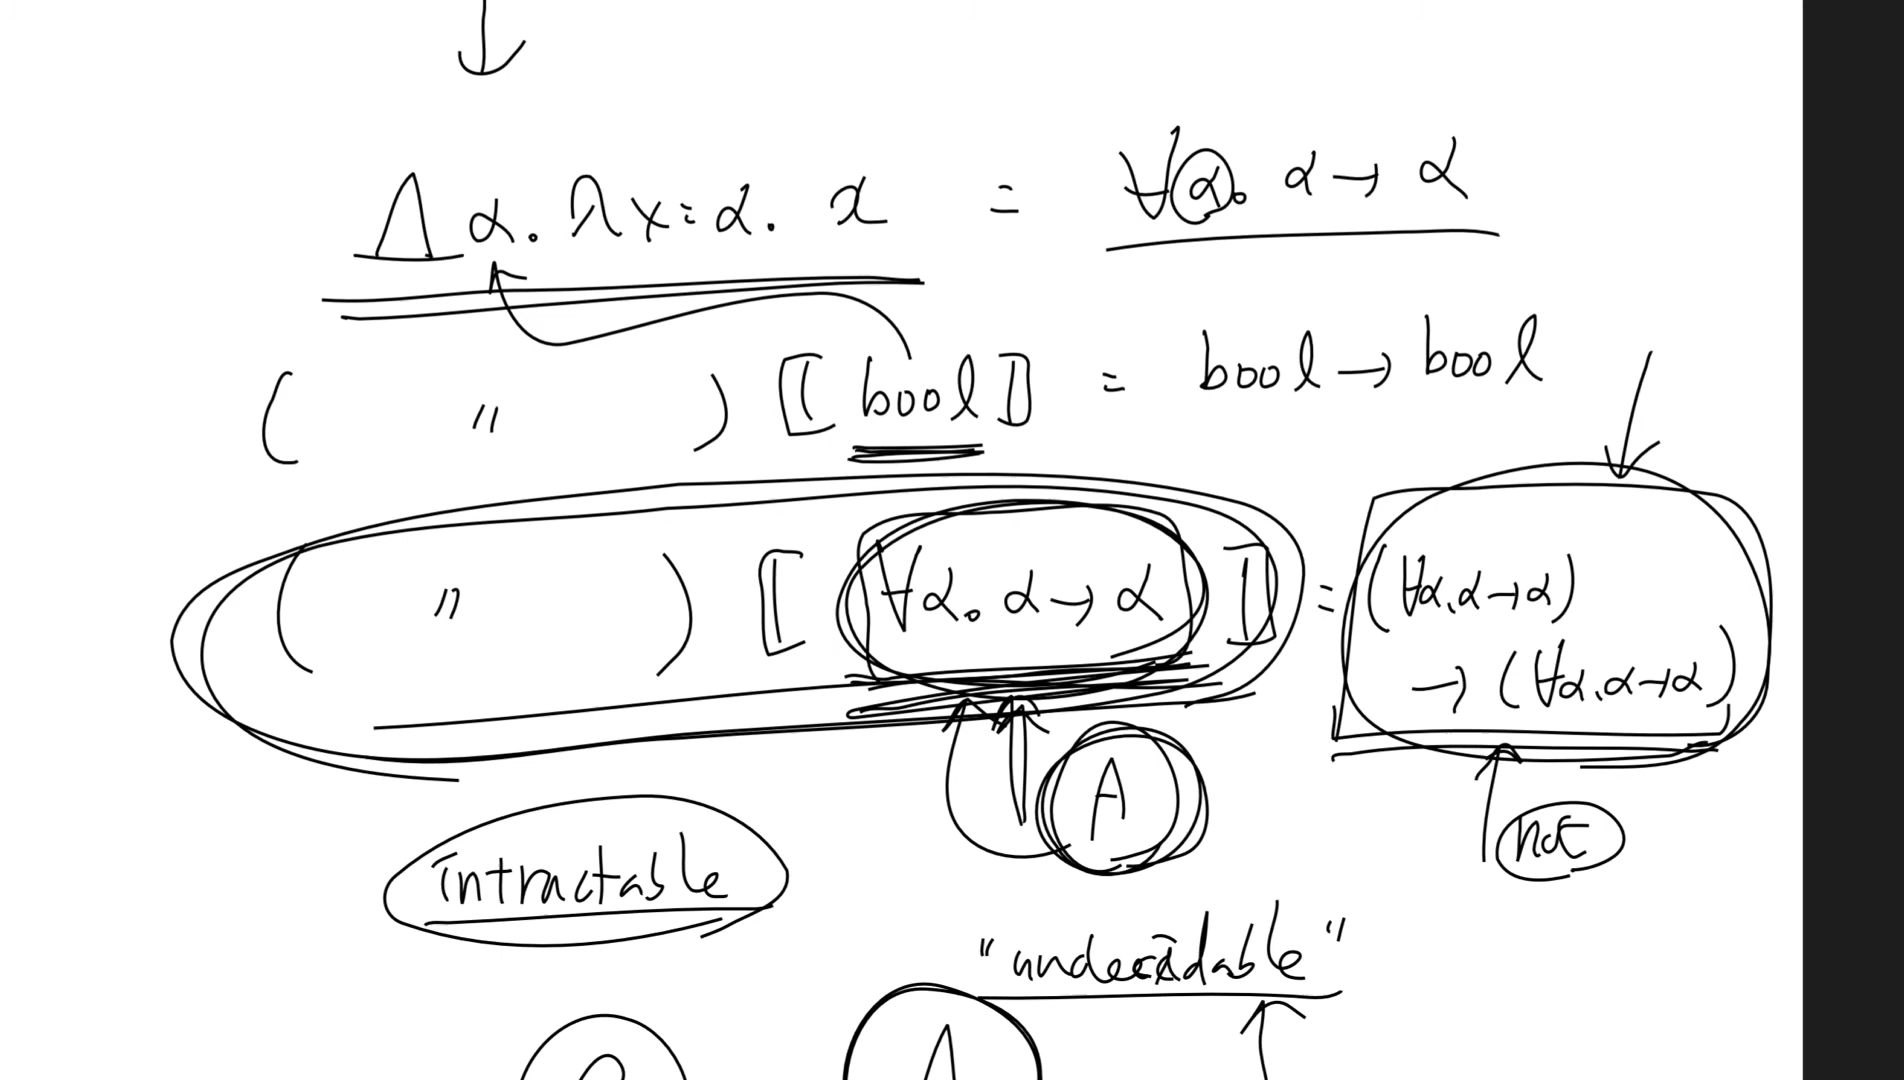 Λα. λx:α. x = ∀α. α → α
( " ) ⟦bool⟧ = bool → bool
( " ) ⟦∀α. α → α⟧ = (∀α. α → α)
→ (∀α. α → α)
A
not
intractable
"undecidable"